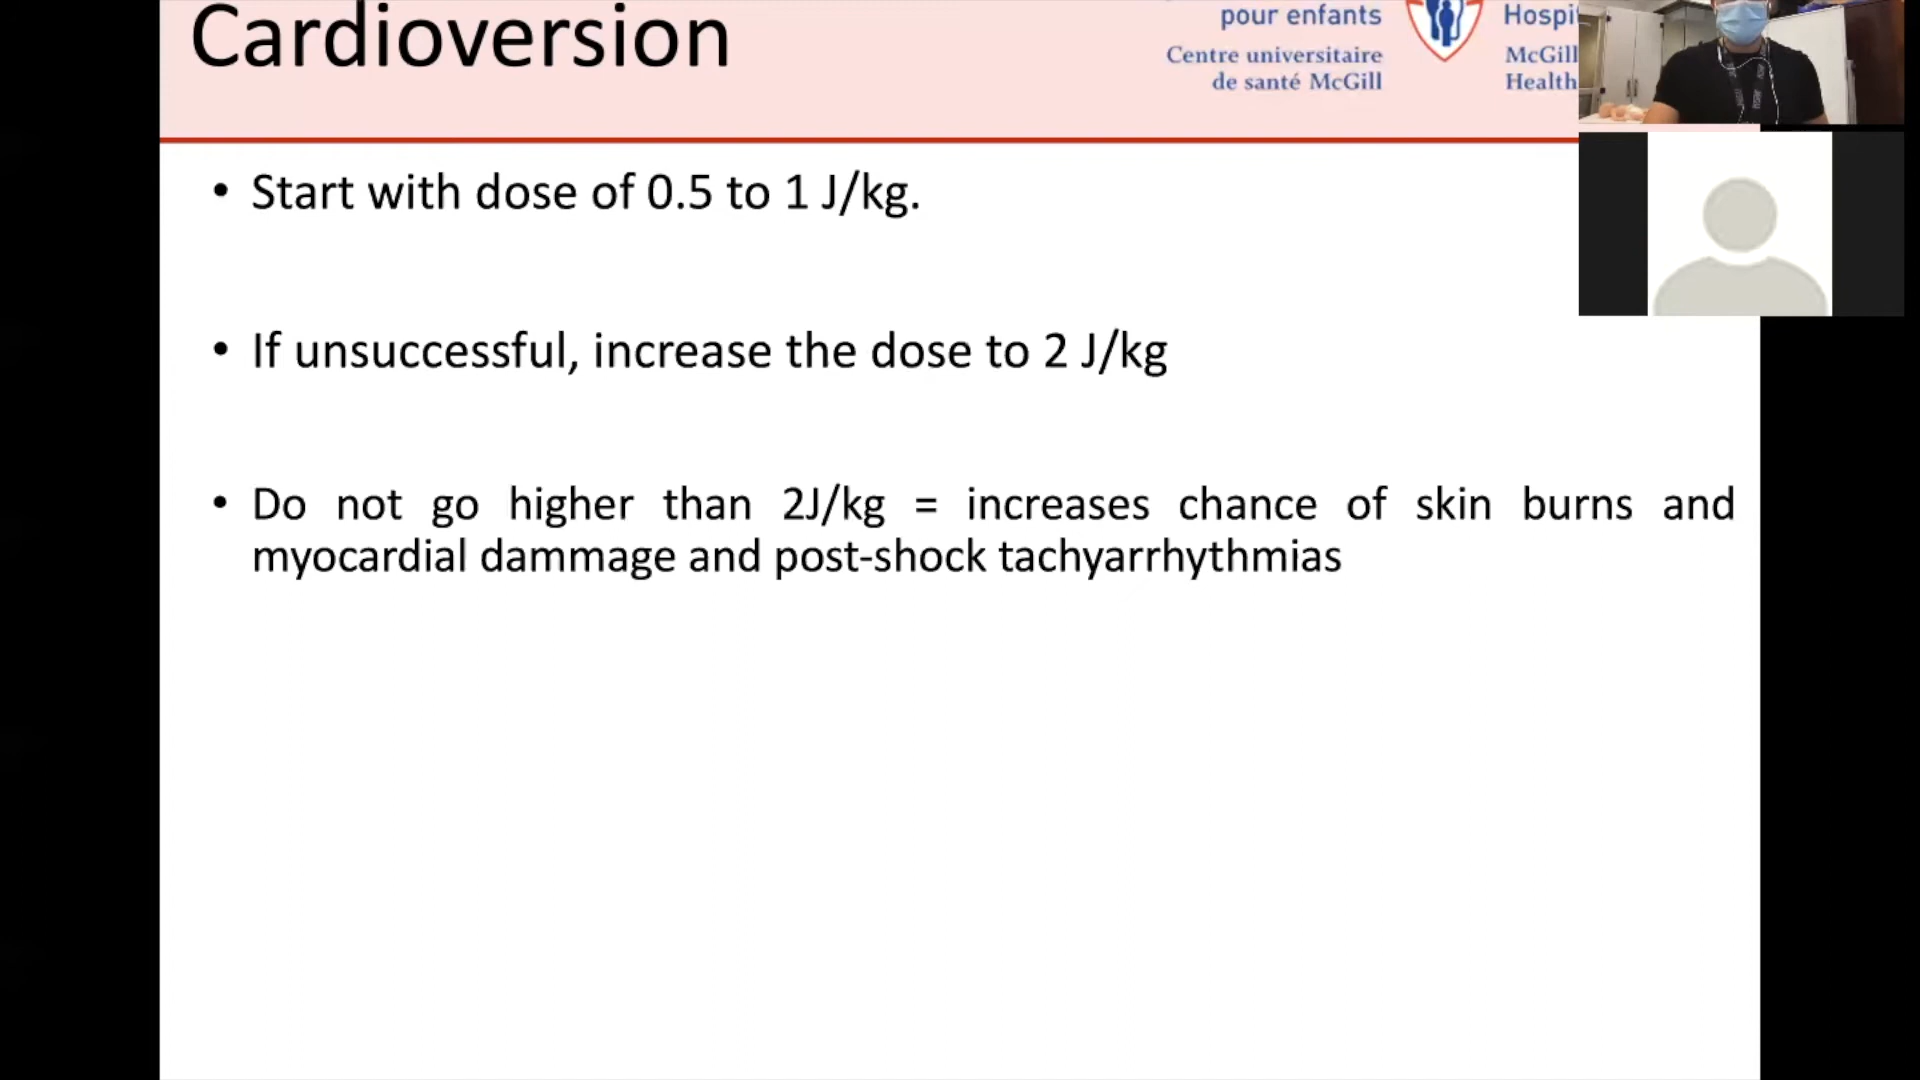 Cardioversion
pour enfants
Centre universitaire
de santé McGill
McGill
Health
• Start with dose of 0.5 to 1 J/kg.
• If unsuccessful, increase the dose to 2 J/kg
• Do not go higher than 2J/kg = increases chance of skin burns and
myocardial dammage and post-shock tachyarrhythmias